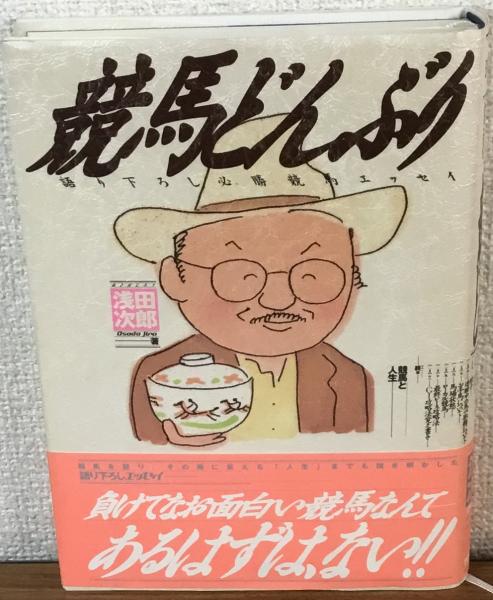 競馬どんぶり
語り下ろし必勝競馬エッセイ
浅田
次郎
Osada Jiro
著
競馬と
人生
語り下ろしエッセイ
負けてなお面白い競馬なんて
あるはずは、ない!!